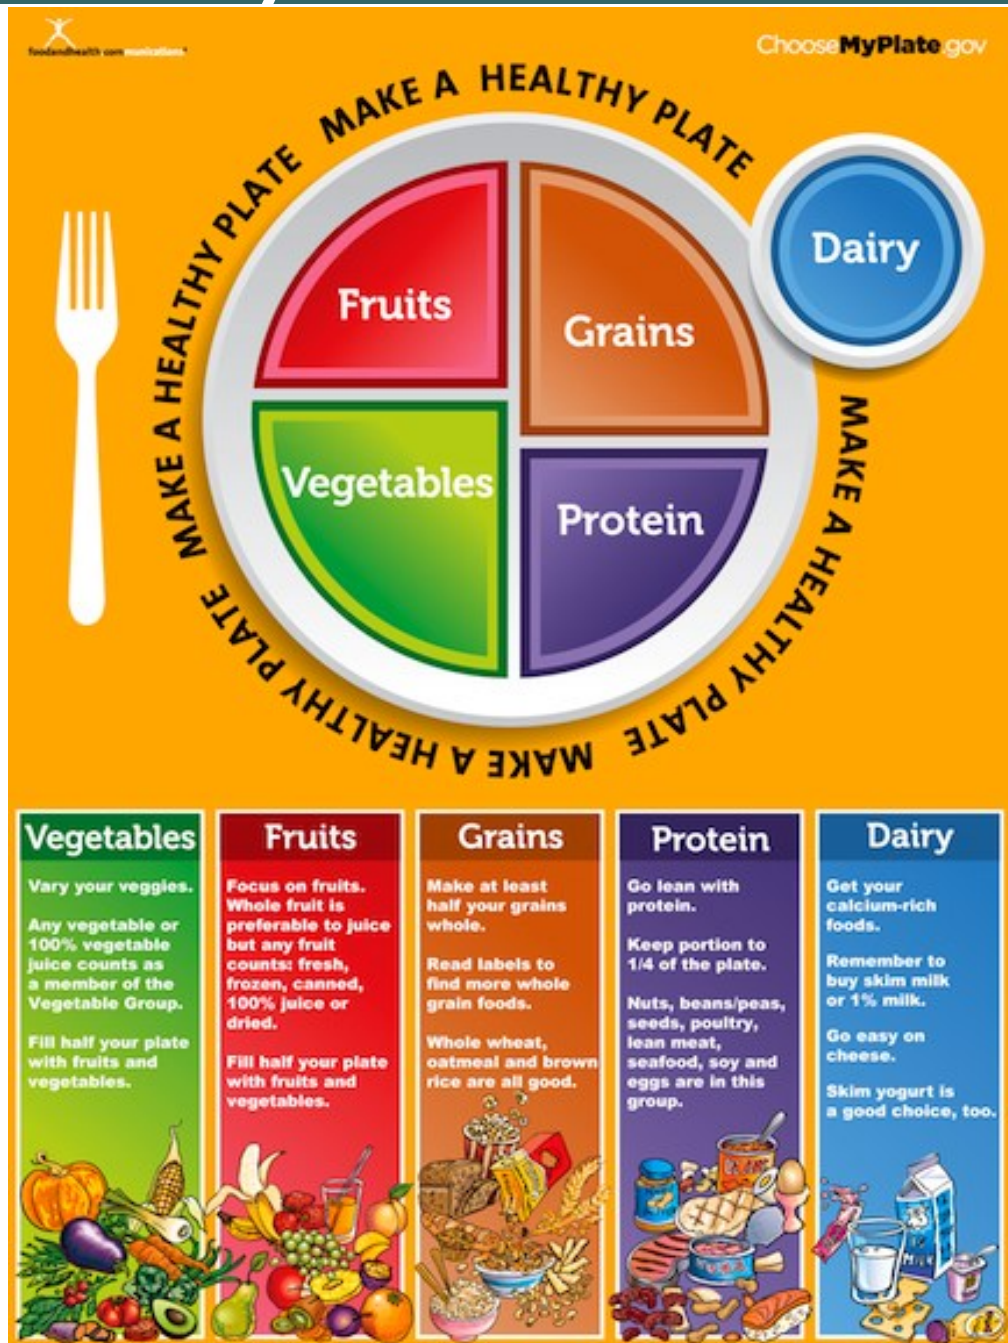 foodandhealth communications
ChooseMyPlate.gov
MAKE A HEALTHY PLATE
MAKE A HEALTHY PLATE
MAKE A HEALTHY PLATE
MAKE A HEALTHY PLATE
Dairy
Fruits
Grains
Vegetables
Protein
Vegetables
Vary your veggies.
Any vegetable or
100% vegetable
juice counts as
a member of the
Vegetable Group.
Fill half your plate
with fruits and
vegetables.
Fruits
Focus on fruits.
Whole fruit is
preferable to juice
but any fruit
counts: fresh,
frozen, canned,
100% juice or
dried.
Fill half your plate
with fruits and
vegetables.
Grains
Make at least
half your grains
whole.
Read labels to
find more whole
grain foods.
Whole wheat,
oatmeal and brown
rice are all good.
Protein
Go lean with
protein.
Keep portion to
1/4 of the plate.
Nuts, beans/peas,
seeds, poultry,
lean meat,
seafood, soy and
eggs are in this
group.
Dairy
Get your
calcium-rich
foods.
Remember to
buy skim milk
or 1% milk.
Go easy on
cheese.
Skim yogurt is
a good choice, too.
BEANS
TUNA
MILK